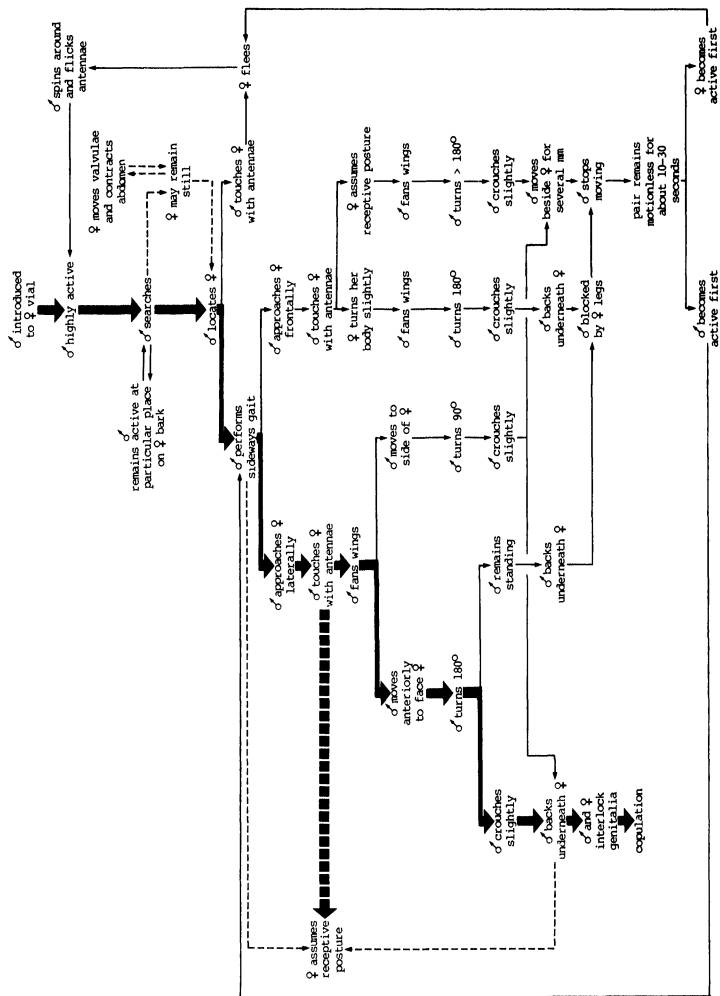 ♂ introduced
to ♀ vial
♂ highly active
♂ spins around
and flicks
antennae
♂ searches
♂
remains active at
particular place
on ♀ bark
♀ moves valvulae
and contracts
abdomen
♀ may remain
still
♂ locates ♀
♂ touches ♀
with antennae
♀ flees
♂ performs
sideways gait
♂ approaches ♀
laterally
♂ touches ♀
with antennae
♂ fans wings
♀ assumes
receptive
posture
♂ moves
anteriorly
to face ♀
♂ turns 180°
♂ crouches
slightly
♂ backs
underneath ♀
♂ and ♀
interlock
genitalia
copulation
♂ remains
standing
♂ backs
underneath ♀
♂ moves to
side of ♀
♂ turns 90°
♂ crouches
slightly
♂ approaches ♀
frontally
♂ touches ♀
with antennae
♀ turns her
body slightly
♂ fans wings
♂ turns 180°
♂ crouches
slightly
♂ backs
underneath ♀
♂ blocked
by ♀ legs
♀ assumes
receptive posture
♂ fans wings
♂ turns > 180°
♂ crouches
slightly
♂ moves
beside ♀ for
several mm
♂ stops
moving
pair remains
motionless for
about 10-30
seconds
♂ becomes
active first
♀ becomes
active first